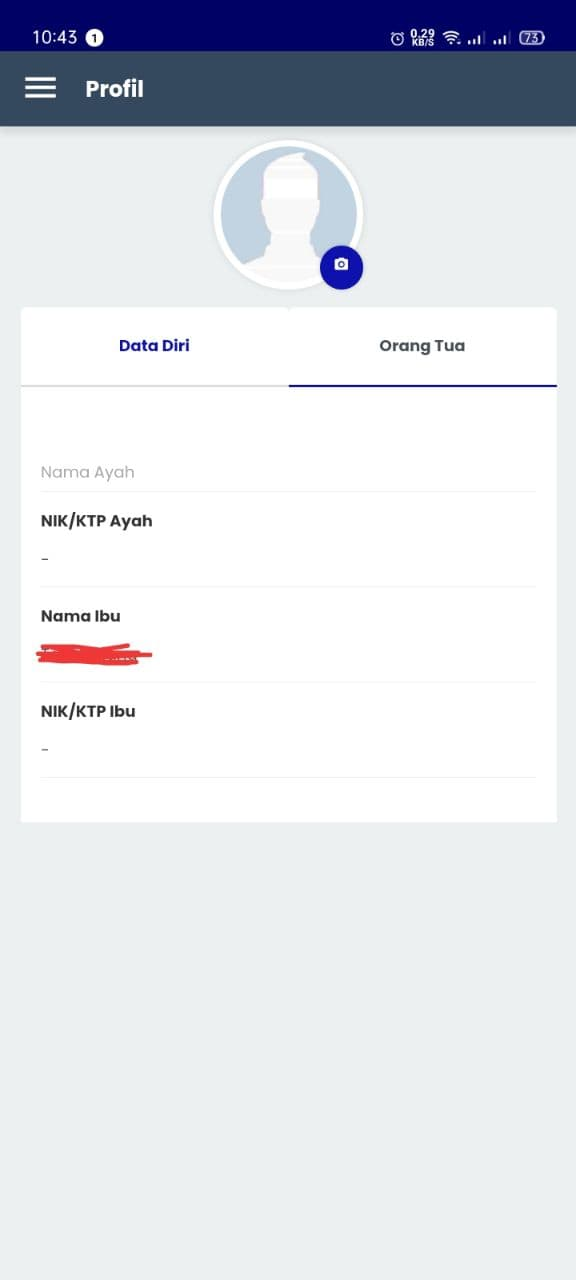 10:43 1 0.29 KB/S 73
Profil
Data Diri Orang Tua
Nama Ayah
NIK/KTP Ayah
-
Nama Ibu
NIK/KTP Ibu
-